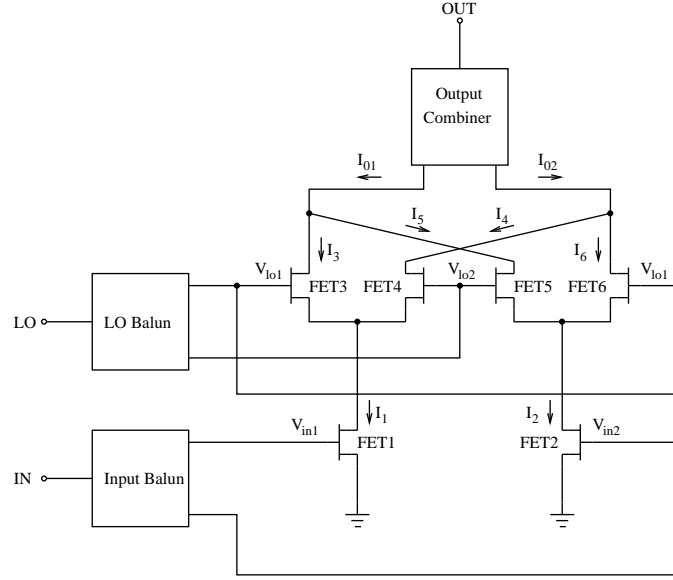 OUT
Output
Combiner
I01
I02
I5
I4
I3
I6
Vlo1
FET3
FET4
Vlo2
FET5
FET6
Vlo1
LO
LO Balun
I1
I2
Vin1
Vin2
FET1
FET2
IN
Input Balun